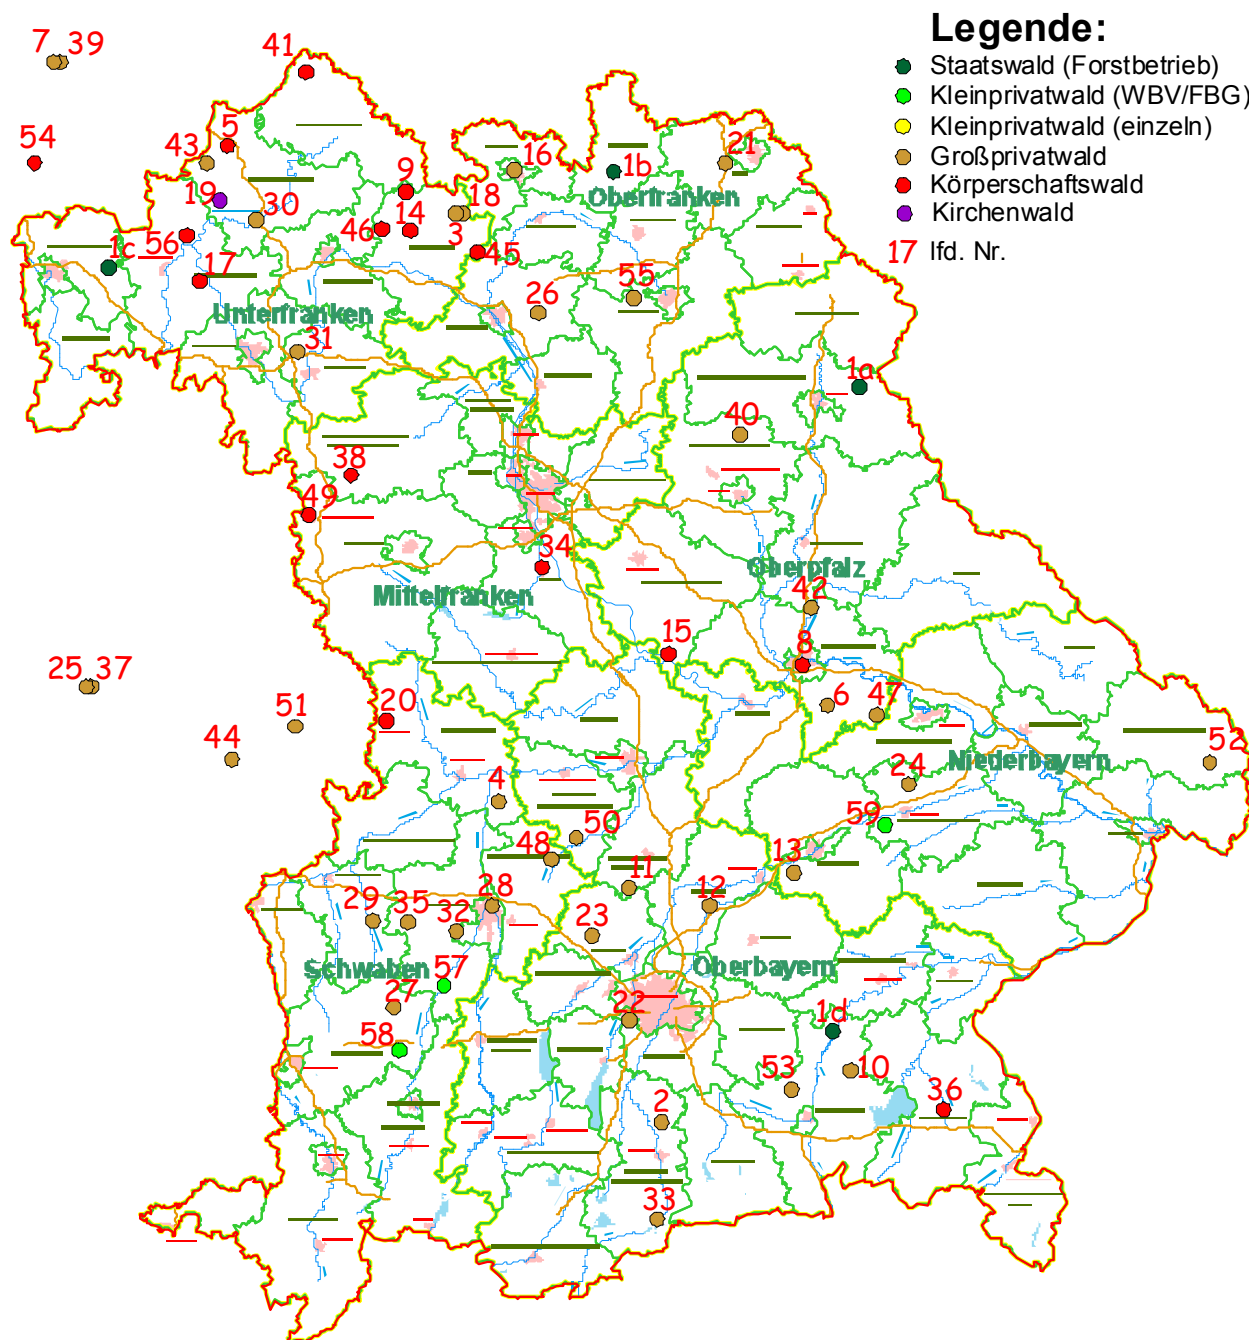 Legende:
Staatswald (Forstbetrieb)
Kleinprivatwald (WBV/FBG)
Kleinprivatwald (einzeln)
Großprivatwald
Körperschaftswald
Kirchenwald
17 lfd. Nr.
7 39
41
54
43
5
16
1b
21
Oberfranken
9
19
30
18
46
14
3
45
56
1c
17
Unterfranken
26
55
31
1a
40
38
49
34
Oberpfalz
Mittelfranken
42
15
8
25 37
6
47
51
20
44
52
Niederbayern
24
4
59
50
48
13
11
12
29
35
32
28
23
Schwaben
57
Oberbayern
27
22
1d
58
53
10
36
2
33